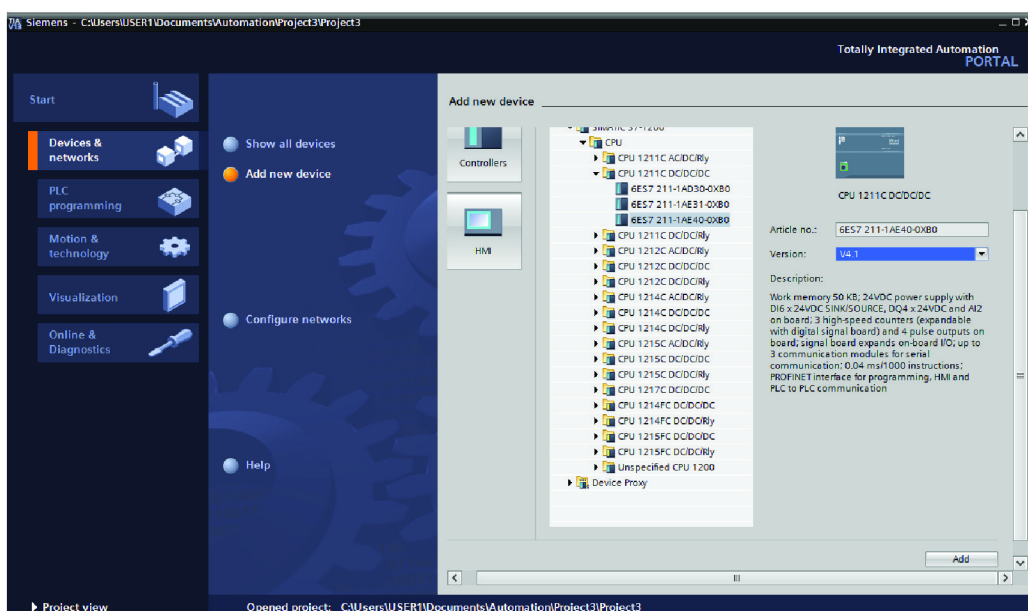 Siemens - C:\Users\USER1\Documents\Automation\Project3\Project3
Totally Integrated Automation
PORTAL
Start
Devices &
networks
PLC
programming
Motion &
technology
Visualization
Online &
Diagnostics
Show all devices
Add new device
Configure networks
Help
Add new device
Controllers
HMI
SIMATIC S7-1200
CPU
CPU 1211C AC/DC/Rly
CPU 1211C DC/DC/DC
6ES7 211-1AD30-0XB0
6ES7 211-1AE31-0XB0
6ES7 211-1AE40-0XB0
CPU 1211C DC/DC/Rly
CPU 1212C AC/DC/Rly
CPU 1212C DC/DC/DC
CPU 1212C DC/DC/Rly
CPU 1214C AC/DC/Rly
CPU 1214C DC/DC/DC
CPU 1214C DC/DC/Rly
CPU 1215C AC/DC/Rly
CPU 1215C DC/DC/DC
CPU 1215C DC/DC/Rly
CPU 1217C DC/DC/DC
CPU 1214FC DC/DC/DC
CPU 1214FC DC/DC/Rly
CPU 1215FC DC/DC/DC
CPU 1215FC DC/DC/Rly
Unspecified CPU 1200
Device Proxy
CPU 1211C DC/DC/DC
Article no.: 6ES7 211-1AE40-0XB0
Version: V4.1
Description:
Work memory 50 KB; 24VDC power supply with
DI6 x 24VDC SINK/SOURCE, DQ4 x 24VDC and AI2
on board; 3 high-speed counters (expandable
with digital signal board) and 4 pulse outputs on
board; signal board expands on-board I/O; up to
3 communication modules for serial
communication; 0.04 ms/1000 instructions;
PROFINET interface for programming, HMI and
PLC to PLC communication
Add
Project view
Opened project: C:\Users\USER1\Documents\Automation\Project3\Project3